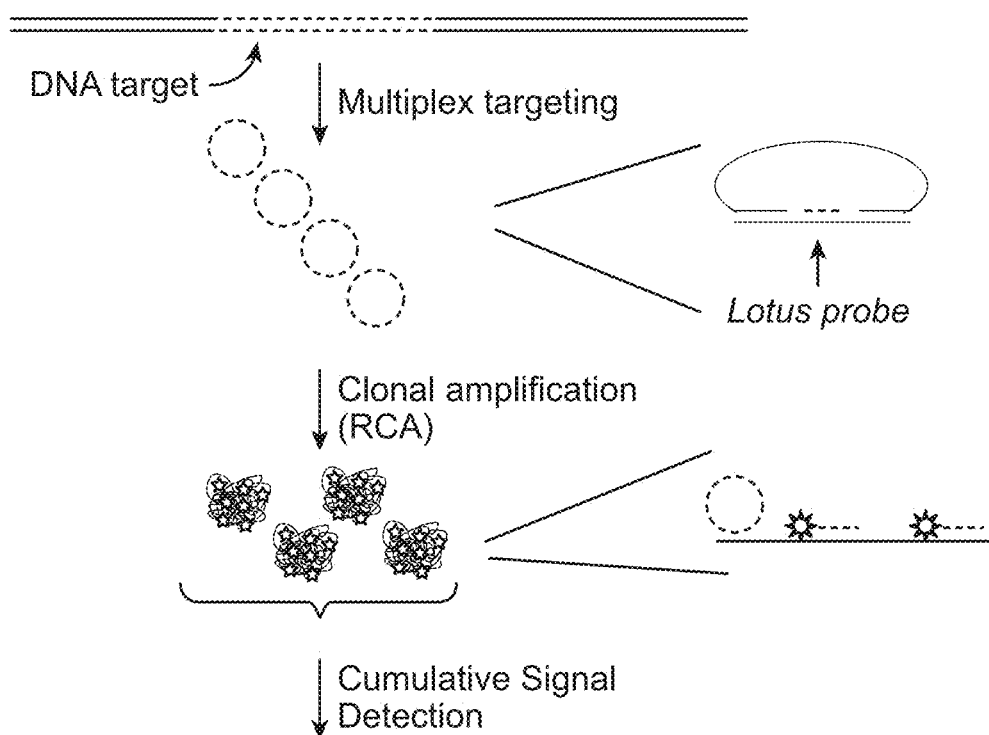 DNA target
Multiplex targeting
Lotus probe
Clonal amplification
(RCA)
Cumulative Signal
Detection